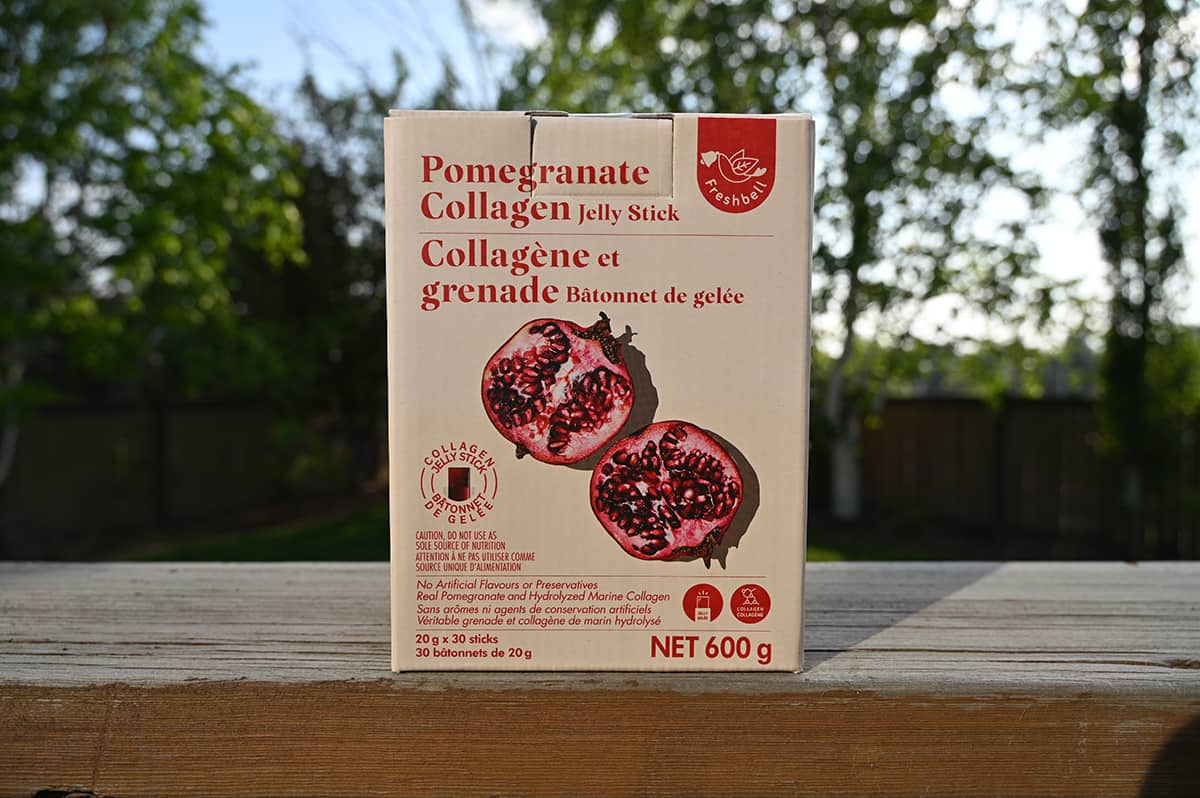 Pomegranate
Collagen Jelly Stick
Freshbell
Collagène et
grenade Bâtonnet de gelée
COLLAGEN
JELLY STICK
BÂTONNET
DE GELÉE
CAUTION, DO NOT USE AS
SOLE SOURCE OF NUTRITION
ATTENTION À NE PAS UTILISER COMME
SOURCE UNIQUE D'ALIMENTATION
No Artificial Flavours or Preservatives
Real Pomegranate and Hydrolyzed Marine Collagen
Sans arômes ni agents de conservation artificiels
Véritable grenade et collagène de marin hydrolysé
JELLY
GELÉE
COLLAGEN
COLLAGÈNE
20 g x 30 sticks
30 bâtonnets de 20 g
NET 600 g